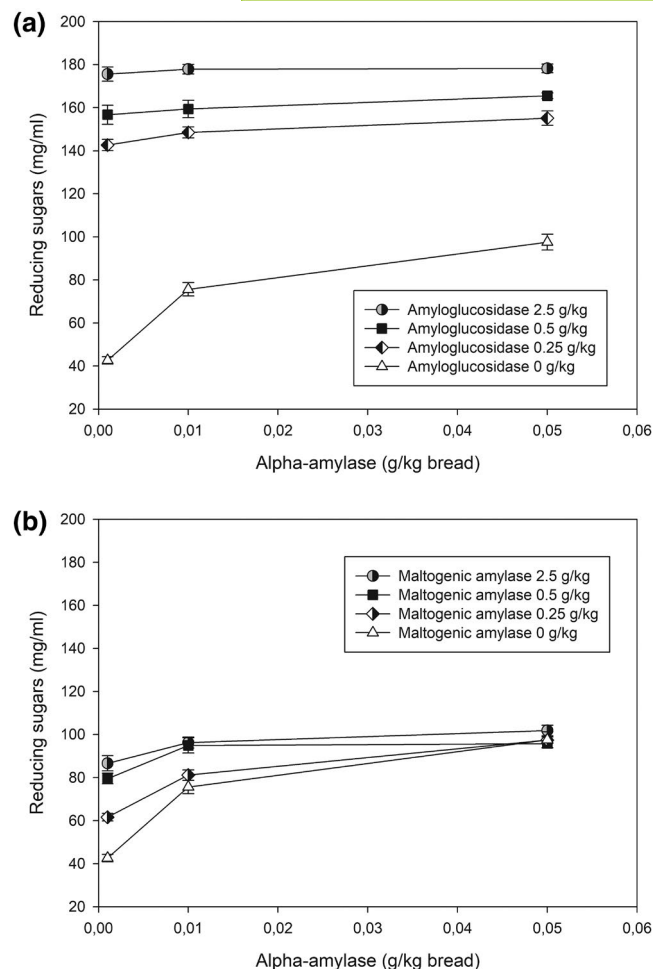 (a)
200
180
160
140
120
100
80
60
40
20
Reducing sugars (mg/ml)
Amyloglucosidase 2.5 g/kg
Amyloglucosidase 0.5 g/kg
Amyloglucosidase 0.25 g/kg
Amyloglucosidase 0 g/kg
0,00 0,01 0,02 0,03 0,04 0,05 0,06
Alpha-amylase (g/kg bread)
(b)
200
180
160
140
120
100
80
60
40
20
Reducing sugars (mg/ml)
Maltogenic amylase 2.5 g/kg
Maltogenic amylase 0.5 g/kg
Maltogenic amylase 0.25 g/kg
Maltogenic amylase 0 g/kg
0,00 0,01 0,02 0,03 0,04 0,05 0,06
Alpha-amylase (g/kg bread)